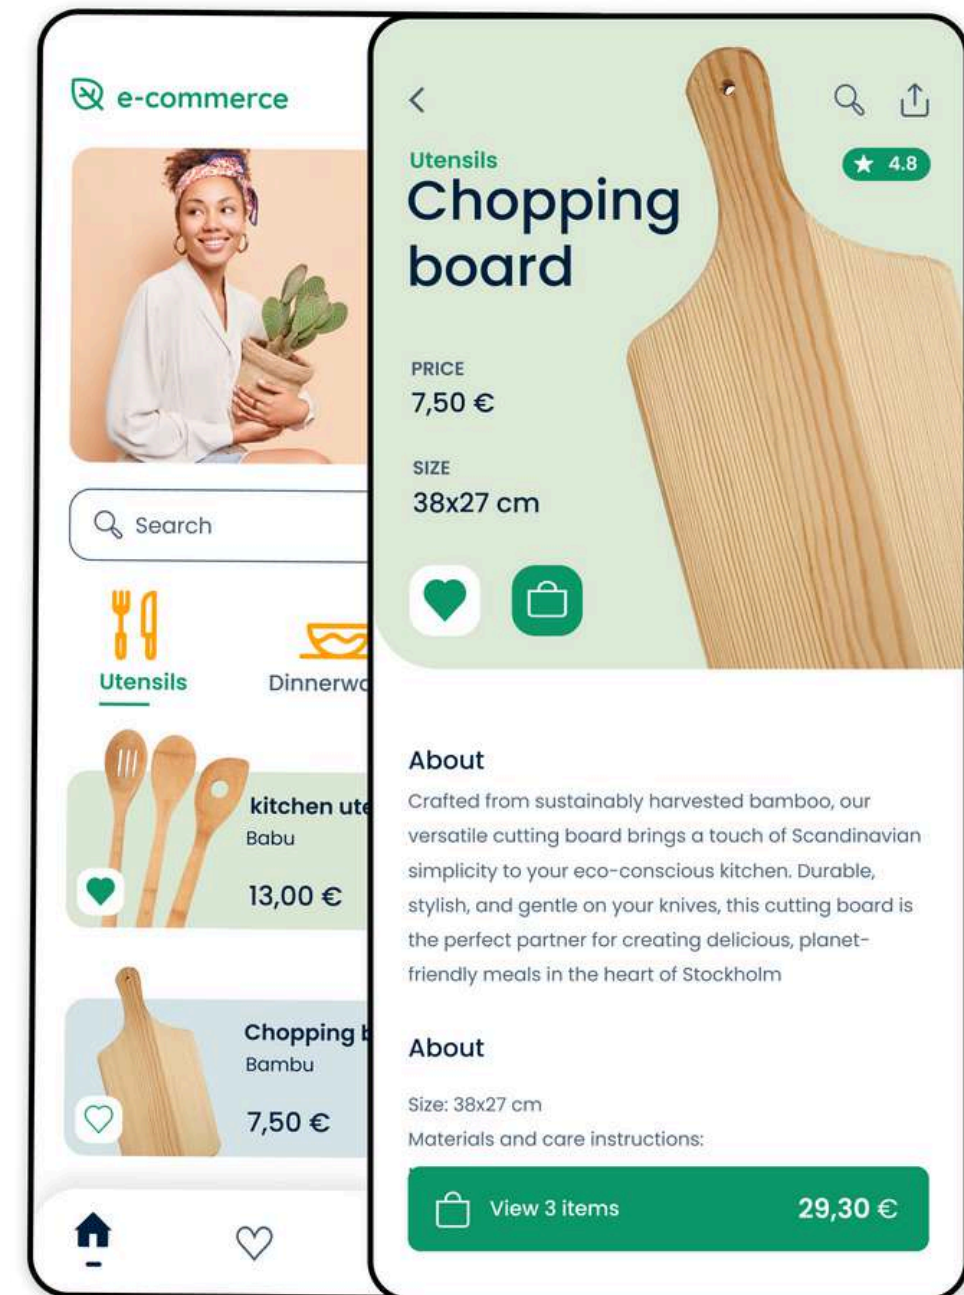 e-commerce
Search
Utensils
13,00 €
kitchen
Babu
Chopping
Bambu
7,50 €
Utensils
4.8
Chopping
board
PRICE
7,50 €
SIZE
38x27 cm
About
Crafted from sustainably harvested bamboo, our
versatile cutting board brings a touch of Scandinavian
simplicity to your eco-conscious kitchen. Durable,
stylish, and gentle on your knives, this cutting board is
the perfect partner for creating delicious, planet-
friendly meals in the heart of Stockholm
About
Size: 38x27 cm
Materials and care instructions:
View 3 items 29,30 €